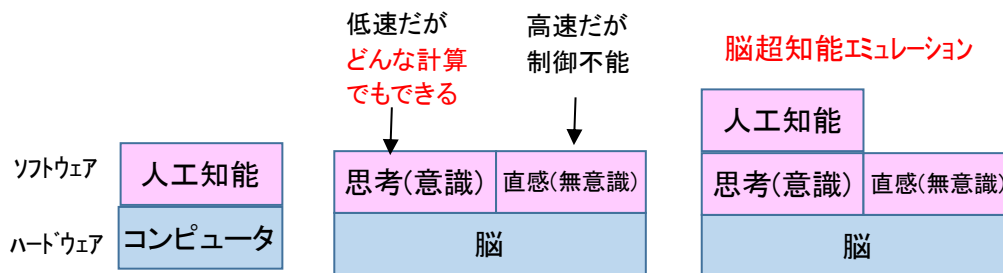 低速だが
どんな計算
でもできる
高速だが
制御不能
脳超知能エミュレーション
人工知能
ソフトウェア
人工知能
思考(意識)
直感(無意識)
思考(意識)
直感(無意識)
ハードウェア
コンピュータ
脳
脳